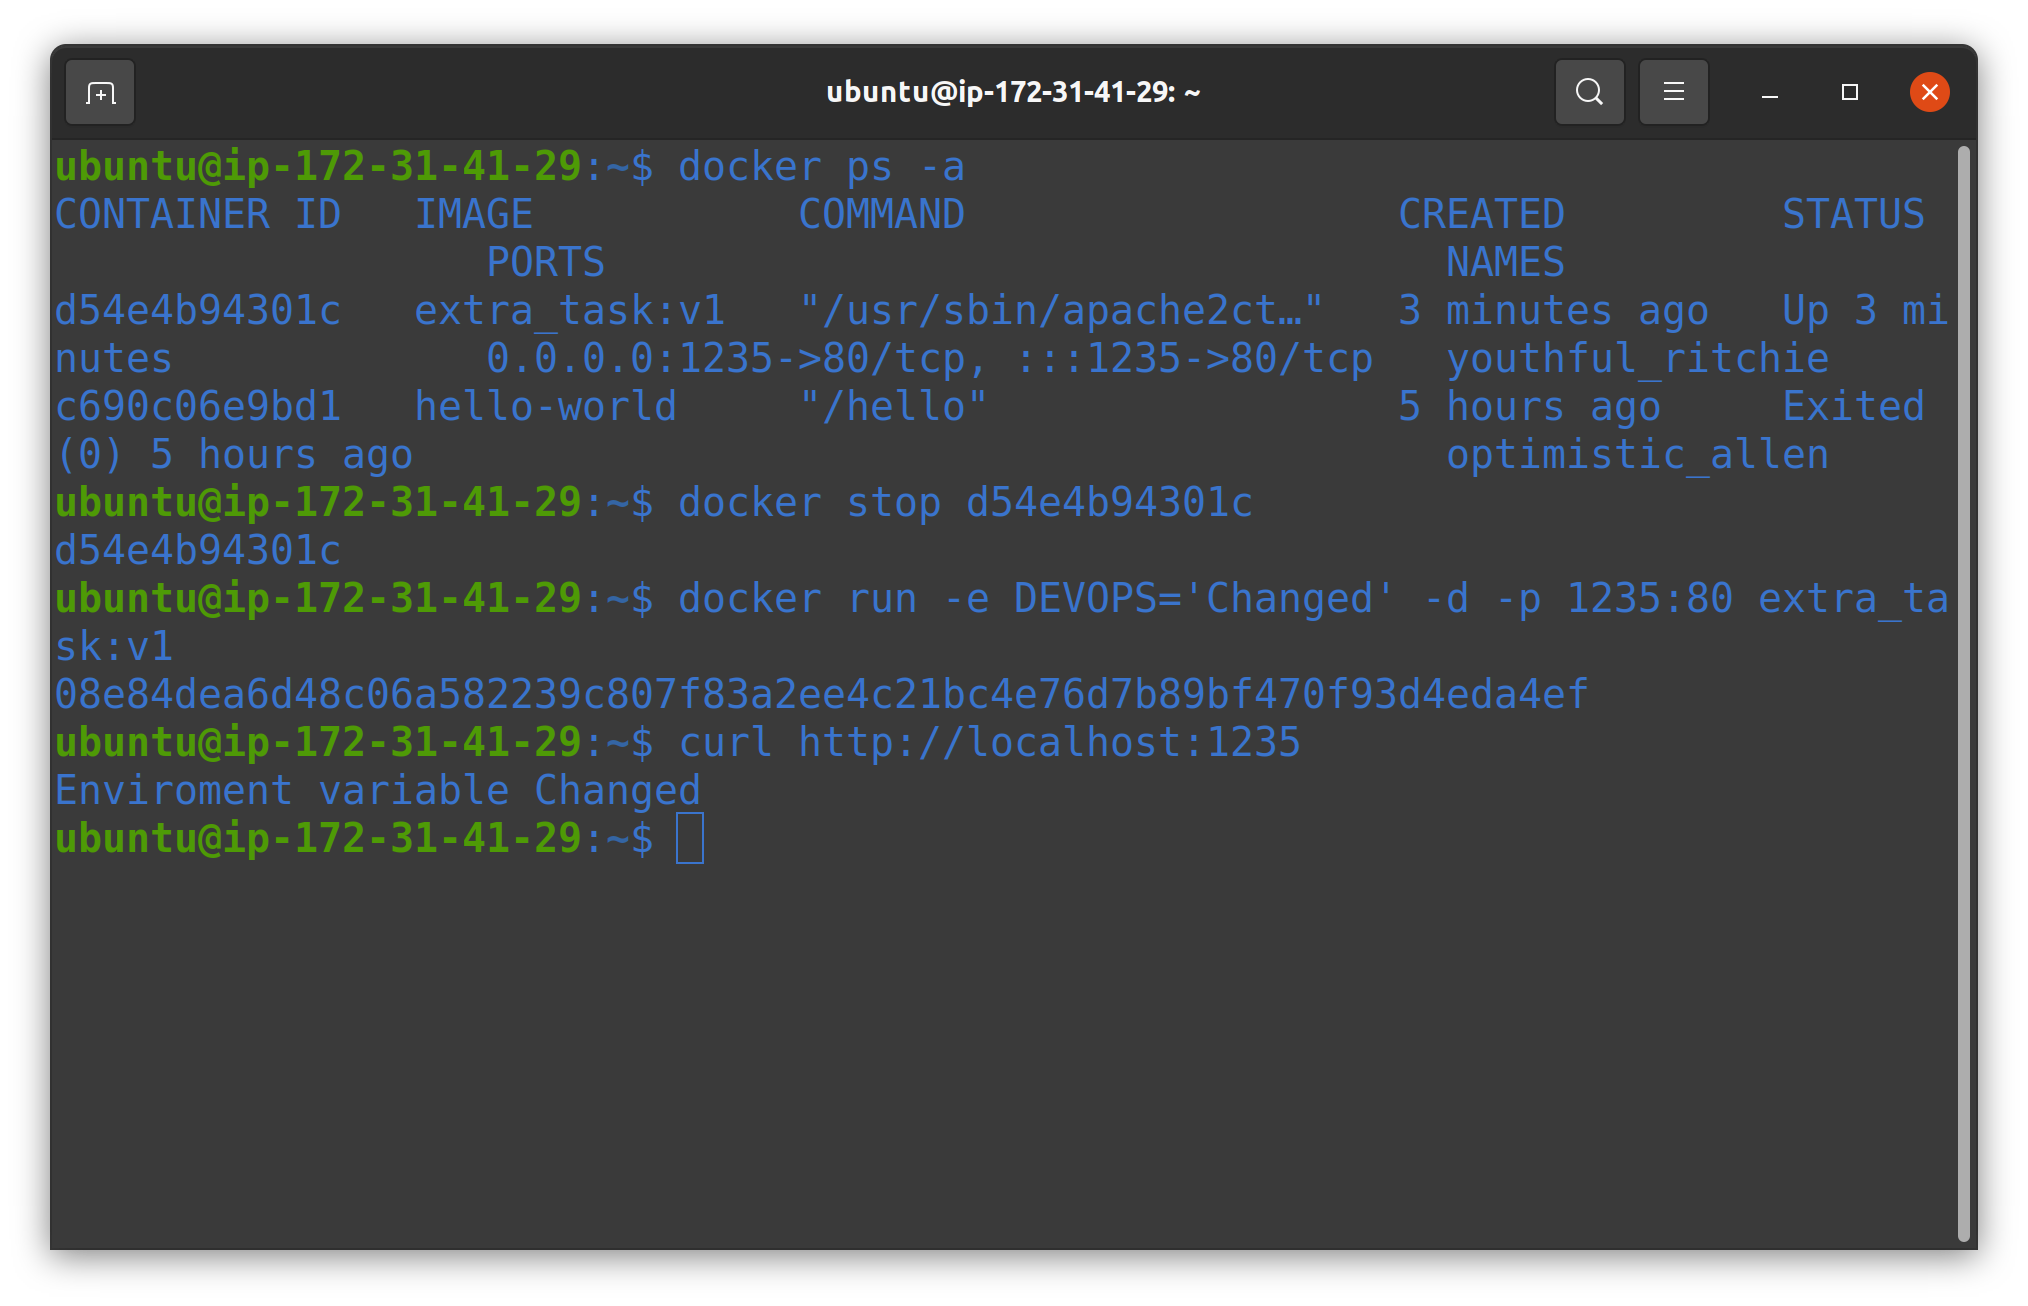 ubuntu@ip-172-31-41-29: ~
ubuntu@ip-172-31-41-29:~$ docker ps -a
CONTAINER ID   IMAGE           COMMAND                  CREATED         STATUS
                  PORTS                                   NAMES
d54e4b94301c   extra_task:v1   "/usr/sbin/apache2ct…"   3 minutes ago   Up 3 mi
nutes             0.0.0.0:1235->80/tcp, :::1235->80/tcp   youthful_ritchie
c690c06e9bd1   hello-world     "/hello"                 5 hours ago     Exited
(0) 5 hours ago                                           optimistic_allen
ubuntu@ip-172-31-41-29:~$ docker stop d54e4b94301c
d54e4b94301c
ubuntu@ip-172-31-41-29:~$ docker run -e DEVOPS='Changed' -d -p 1235:80 extra_ta
sk:v1
08e84dea6d48c06a582239c807f83a2ee4c21bc4e76d7b89bf470f93d4eda4ef
ubuntu@ip-172-31-41-29:~$ curl http://localhost:1235
Enviroment variable Changed
ubuntu@ip-172-31-41-29:~$